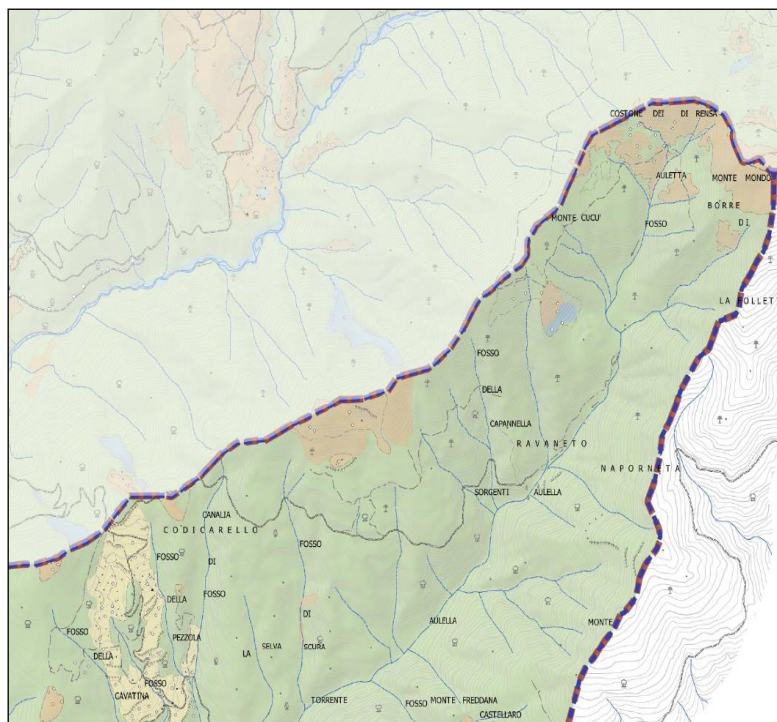 COSTONE DEI DI RENSA
AULETTA
MONTE MONDO
BORRE
MONTE CUCU'
FOSSO
DI
LA FOLLET
FOSSO
DELLA
CAPANNELLA
RAVANETO
NAPORNETA
SORGENTI
AULELLA
CANALIA
CODICARELLO
FOSSO
FOSSO
DI
DELLA
FOSSO
DI
MONTE
AULELLA
FOSSO
PEZZOLA
LA
SELVA
SCURA
DELLA
FOSSO
CAVATINA
TORRENTE
FOSSO
MONTE FREDDANA
CASTELLARO